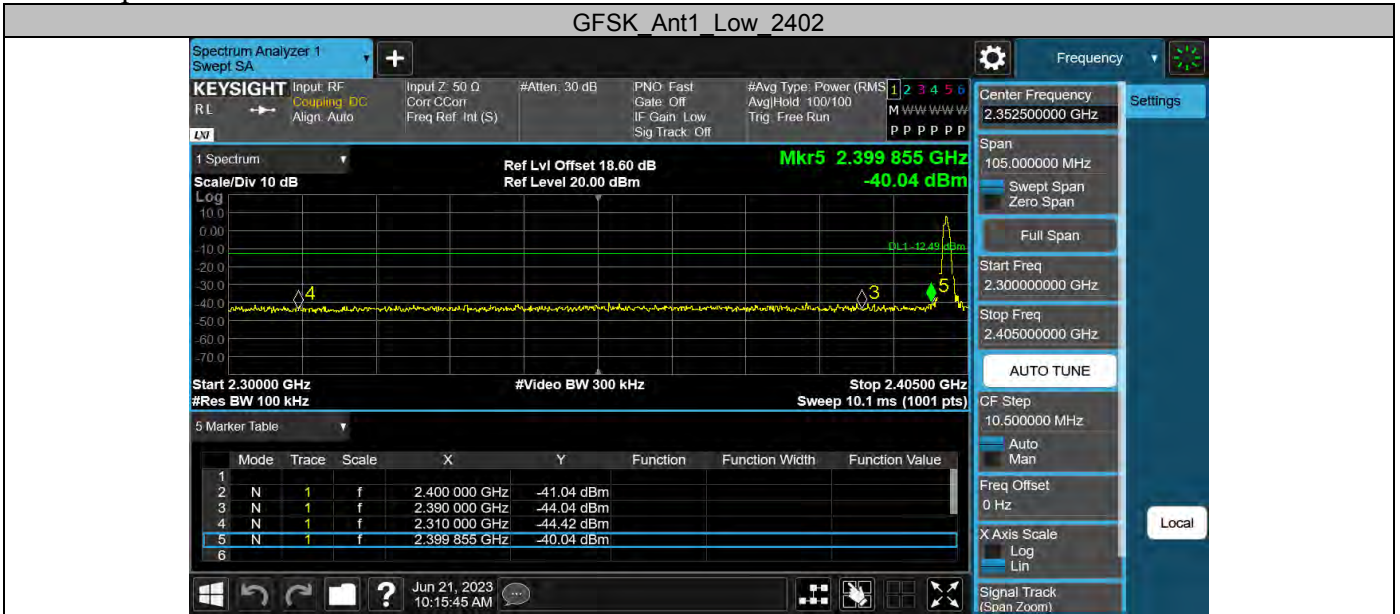 GFSK_Ant1_Low_2402
Spectrum Analyzer 1
Swept SA
+
Frequency
KEYSIGHT
RL
LXI
Input: RF
Coupling: DC
Align: Auto
Input Z: 50 Ω
Corr CCorr
Freq Ref: Int (S)
#Atten: 30 dB
PNO: Fast
Gate: Off
IF Gain: Low
Sig Track: Off
#Avg Type: Power (RMS
Avg|Hold: 100/100
Trig: Free Run
1 2 3 4 5 6
M W W W W W
P P P P P P
1 Spectrum
Scale/Div 10 dB
Ref Lvl Offset 18.60 dB
Ref Level 20.00 dBm
Mkr5 2.399 855 GHz
-40.04 dBm
Log
10.0
0.00
-10.0
-20.0
-30.0
-40.0
-50.0
-60.0
-70.0
DL1 -12.49 dBm
4
3
5
Start 2.30000 GHz
#Res BW 100 kHz
#Video BW 300 kHz
Stop 2.40500 GHz
Sweep 10.1 ms (1001 pts)
5 Marker Table
Mode Trace Scale X Y Function Function Width Function Value
1
2 N 1 f 2.400 000 GHz -41.04 dBm
3 N 1 f 2.390 000 GHz -44.04 dBm
4 N 1 f 2.310 000 GHz -44.42 dBm
5 N 1 f 2.399 855 GHz -40.04 dBm
6
?
Jun 21, 2023
10:15:45 AM
Center Frequency
2.352500000 GHz
Settings
Span
105.000000 MHz
Swept Span
Zero Span
Full Span
Start Freq
2.300000000 GHz
Stop Freq
2.405000000 GHz
AUTO TUNE
CF Step
10.500000 MHz
Auto
Man
Freq Offset
0 Hz
Local
X Axis Scale
Log
Lin
Signal Track
(Span Zoom)